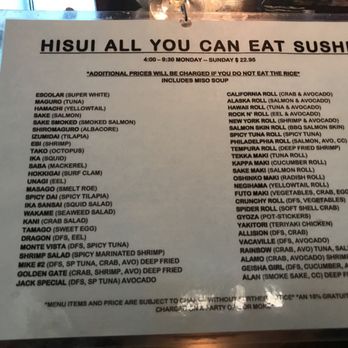 HISUI ALL YOU CAN EAT SUSHI
4:00 – 9:30 MONDAY – SUNDAY $ 22.95
*ADDITIONAL PRICES WILL BE CHARGED IF YOU DO NOT EAT THE RICE*
INCLUDES MISO SOUP
ESCOLAR (SUPER WHITE)
MAGURO (TUNA)
HAMACHI (YELLOWTAIL)
SAKE (SALMON)
SAKE SMOKED (SMOKED SALMON)
SHIROMAGURO (ALBACORE)
IZUMIDAI (TILAPIA)
EBI (SHRIMP)
TAKO (OCTOPUS)
IKA (SQUID)
SABA (MACKEREL)
HOKKIGAI (SURF CLAM)
UNAGI (EEL)
MASAGO (SMELT ROE)
SPICY DAI (SPICY TILAPIA)
IKA SANSAI (SQUID SALAD)
WAKAME (SEAWEED SALAD)
KANI (CRAB SALAD)
TAMAGO (SWEET EGG)
DRAGON (DFS, EEL)
MONTE VISTA (DFS, SPICY TUNA)
SHRIMP SALAD (SPICY MARINATED SHRIMP)
MIKE #2 (DFS, SP TUNA, CRAB, AVO) DEEP FRIED
GOLDEN GATE (CRAB, SHRIMP, AVO) DEEP FRIED
JACK SPECIAL (DFS, SP TUNA) AVOCADO
CALIFORNIA ROLL (CRAB & AVOCADO)
ALASKA ROLL (SALMON & AVOCADO)
HAWAII ROLL (TUNA & AVOCADO)
ROCK N' ROLL (EEL & AVOCADO)
NEW YORK ROLL (SHRIMP & AVOCADO)
SALMON SKIN ROLL (BBQ SALMON SKIN)
SPICY TUNA ROLL (SPICY TUNA)
PHILADELPHIA ROLL (SALMON, AVO, CC)
TEMPURA ROLL (DEEP FRIED SHRIMP)
TEKKA MAKI (TUNA ROLL)
KAPPA MAKI (CUCUMBER ROLL)
SAKE MAKI (SALMON ROLL)
OSHINKO MAKI (RADISH ROLL)
NEGIHAMA (YELLOWTAIL ROLL)
FUTO MAKI (VEGETABLES, CRAB, EGG
CRUNCHY ROLL (DFS, VEGETABLES)
SPIDER ROLL (SOFT SHELL CRAB)
GYOZA (POT-STICKERS)
YAKITORI (TERIYAKI CHICKEN)
ALLISION (DFS, CRAB)
VACAVILLE (DFS, AVOCADO)
RAINBOW (CRAB, AVO) TUNA, SAL
ALAMO (CRAB, AVOCADO) SHRIM
GEISHA GIRL (DFS, CUCUMBER, A
ALAN (SMOKE SALMON, CC) DEEP
*MENU ITEMS AND PRICE ARE SUBJECT TO CHANGE WITHOUT FURTHER NOTICE* *AN 18% GRATUIT
CHARGED ON A PARTY OF 6 OR MORE*